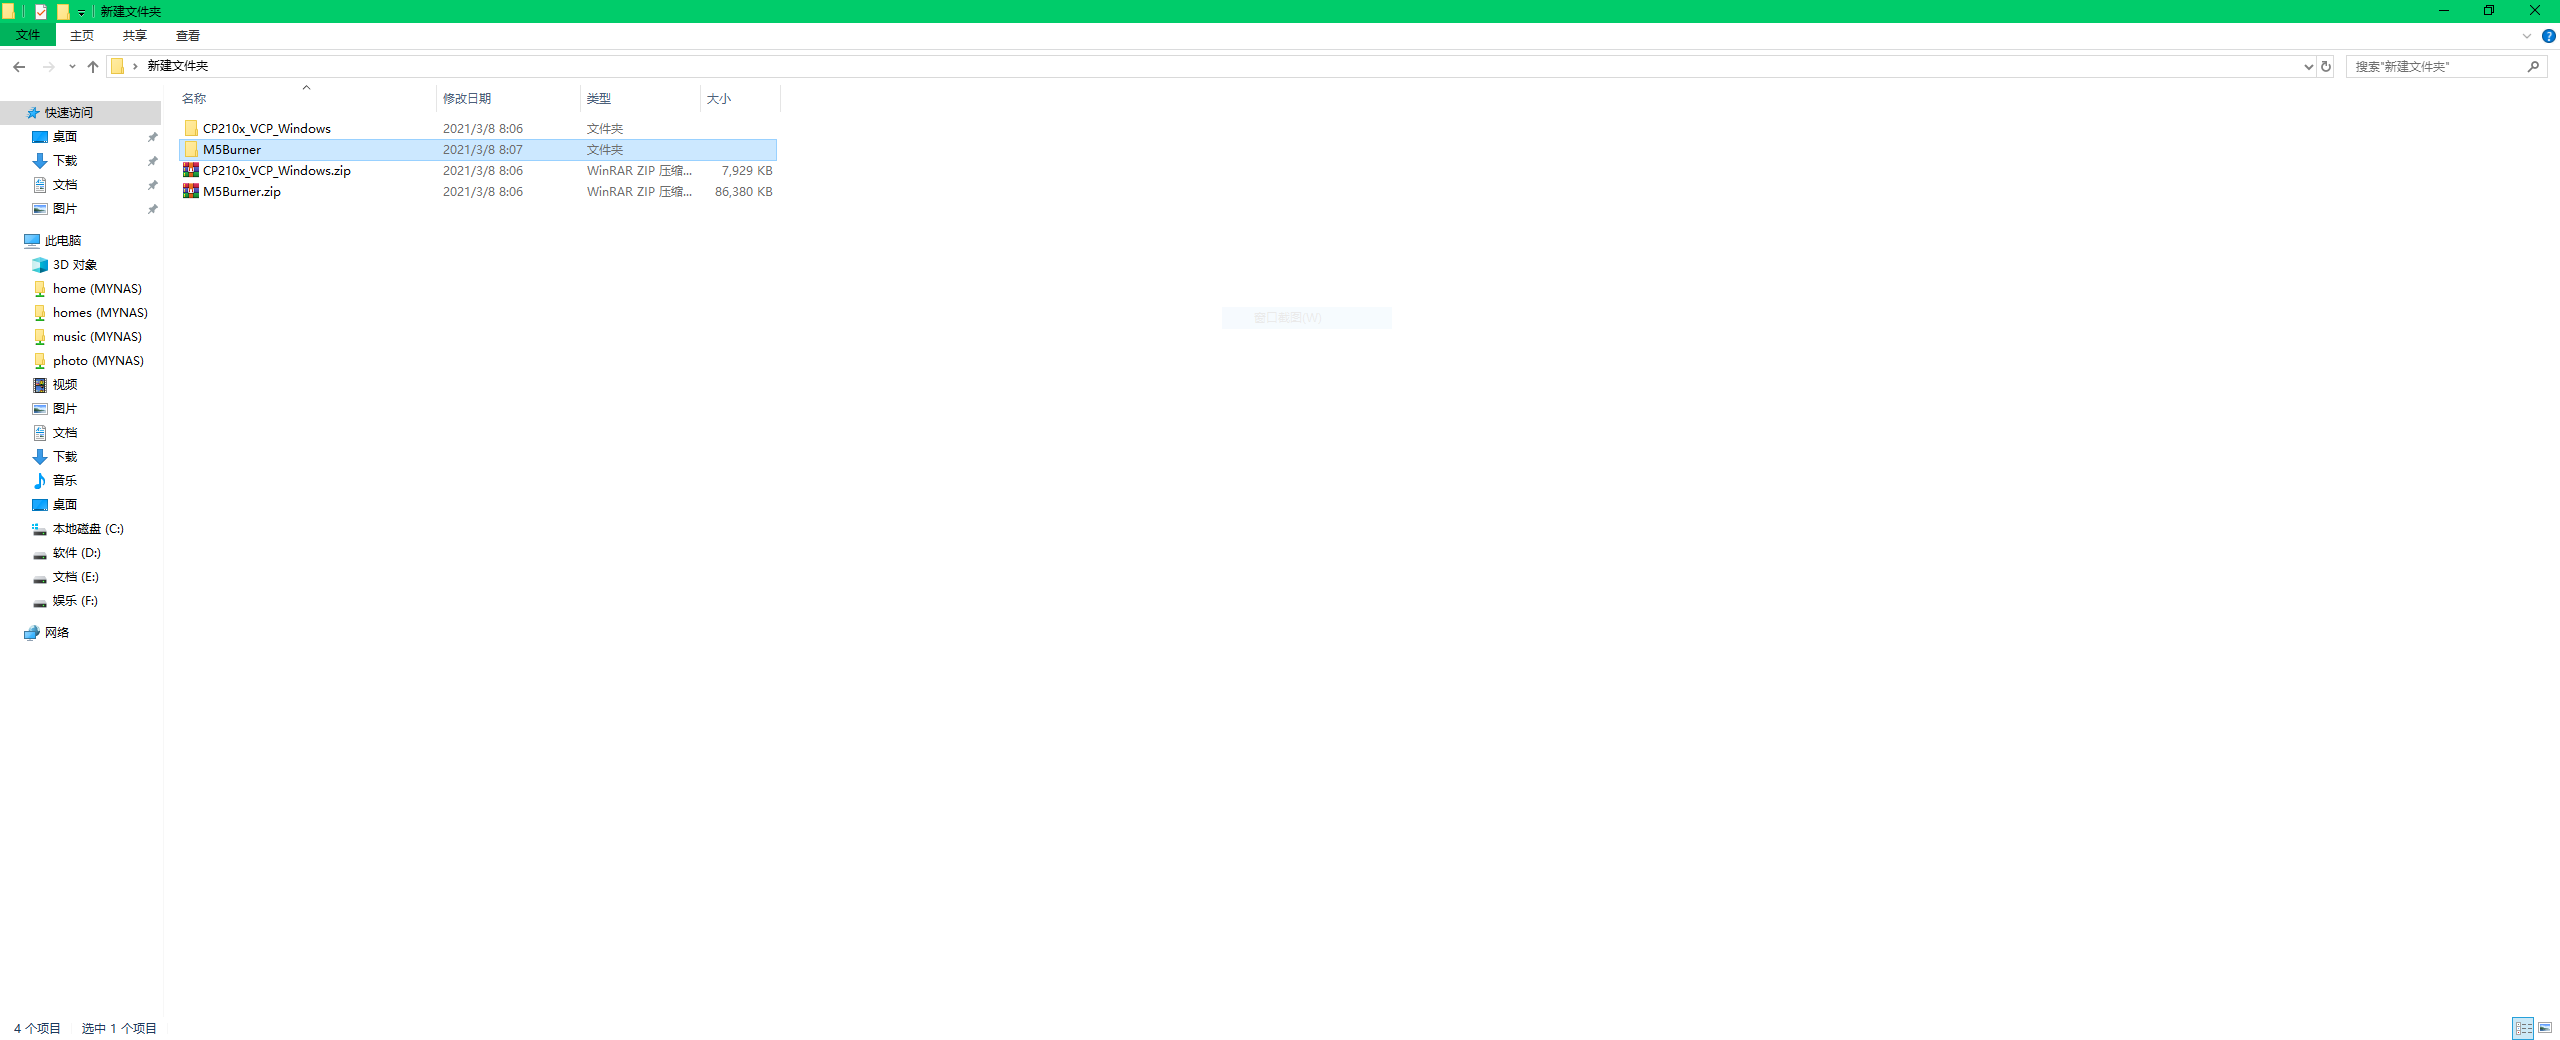 新建文件夹
文件 主页 共享 查看
新建文件夹 搜索"新建文件夹"
名称 修改日期 类型 大小
CP210x_VCP_Windows 2021/3/8 8:06 文件夹
M5Burner 2021/3/8 8:07 文件夹
CP210x_VCP_Windows.zip 2021/3/8 8:06 WinRAR ZIP 压缩... 7,929 KB
M5Burner.zip 2021/3/8 8:06 WinRAR ZIP 压缩... 86,380 KB
快速访问
桌面
下载
文档
图片
此电脑
3D 对象
home (MYNAS)
homes (MYNAS)
music (MYNAS)
photo (MYNAS)
视频
图片
文档
下载
音乐
桌面
本地磁盘 (C:)
软件 (D:)
文档 (E:)
娱乐 (F:)
网络
窗口截图(W)
4 个项目 选中 1 个项目